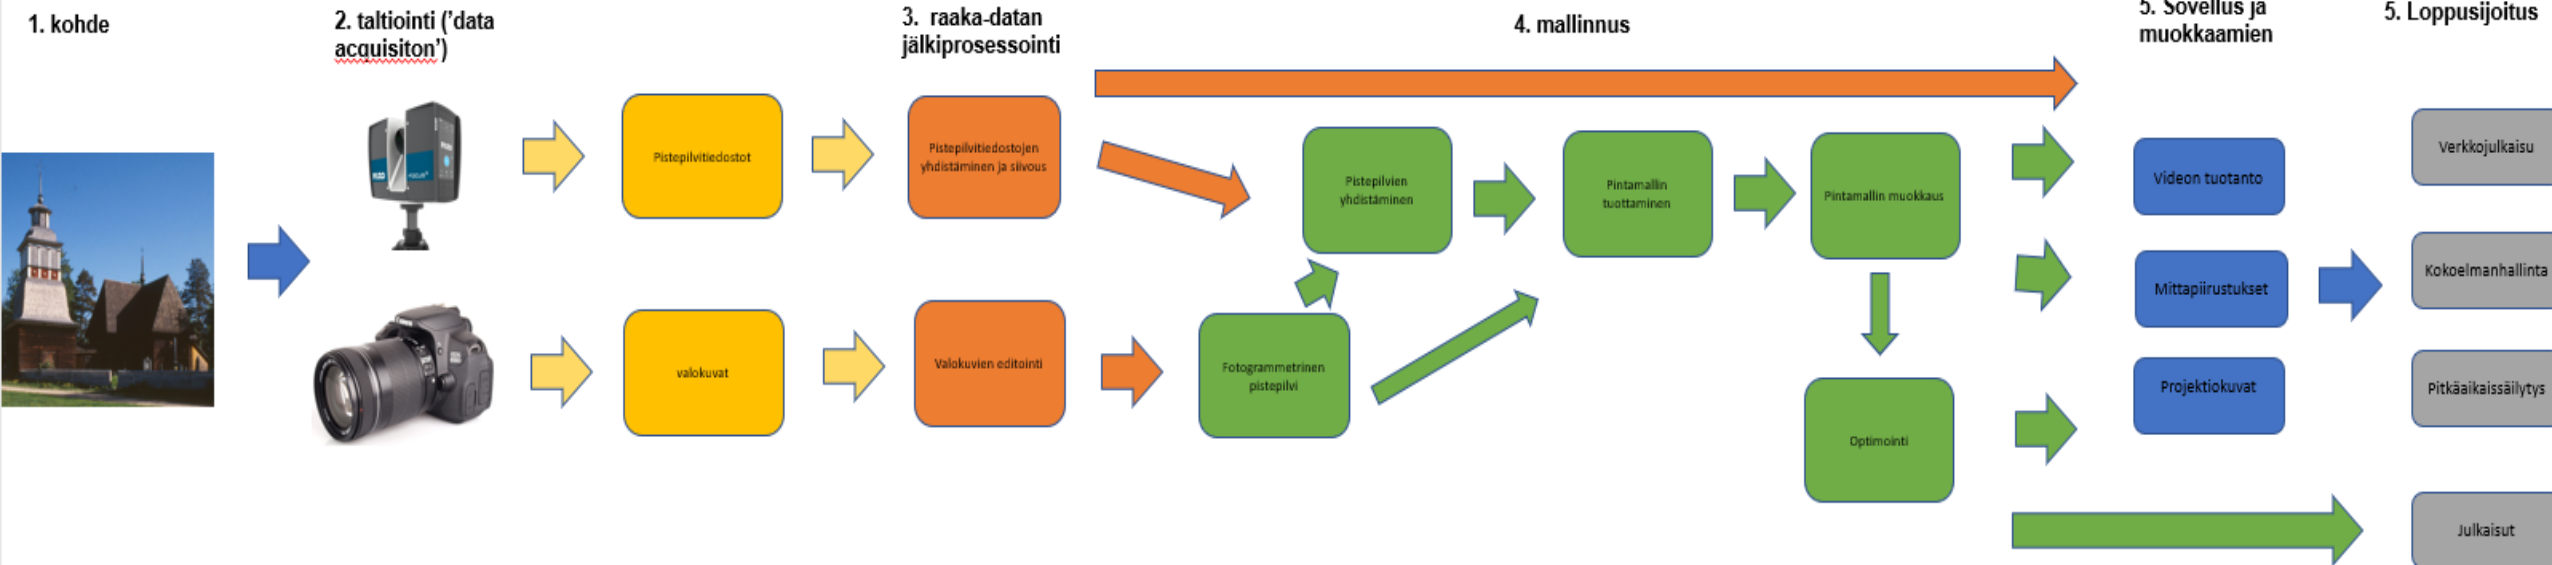 1. kohde
2. taltiointi (’data
acquisiton’)
3. raaka-datan
jälkiprosessointi
4. mallinnus
5. Sovellus ja
muokkaamien
5. Loppusijoitus
Pistepilvitiedostot
Pistepilvitiedostojen
yhdistäminen ja siivous
Pistepilvien
yhdistäminen
Pintamallin
tuottaminen
Pintamallin muokkaus
Videon tuotanto
Mittapiirustukset
Projektiokuvat
Verkkojulkaisu
Kokoelmanhallinta
Pitkäaikaissäilytys
Julkaisut
valokuvat
Valokuvien editointi
Fotogrammetrinen
pistepilvi
Optimointi